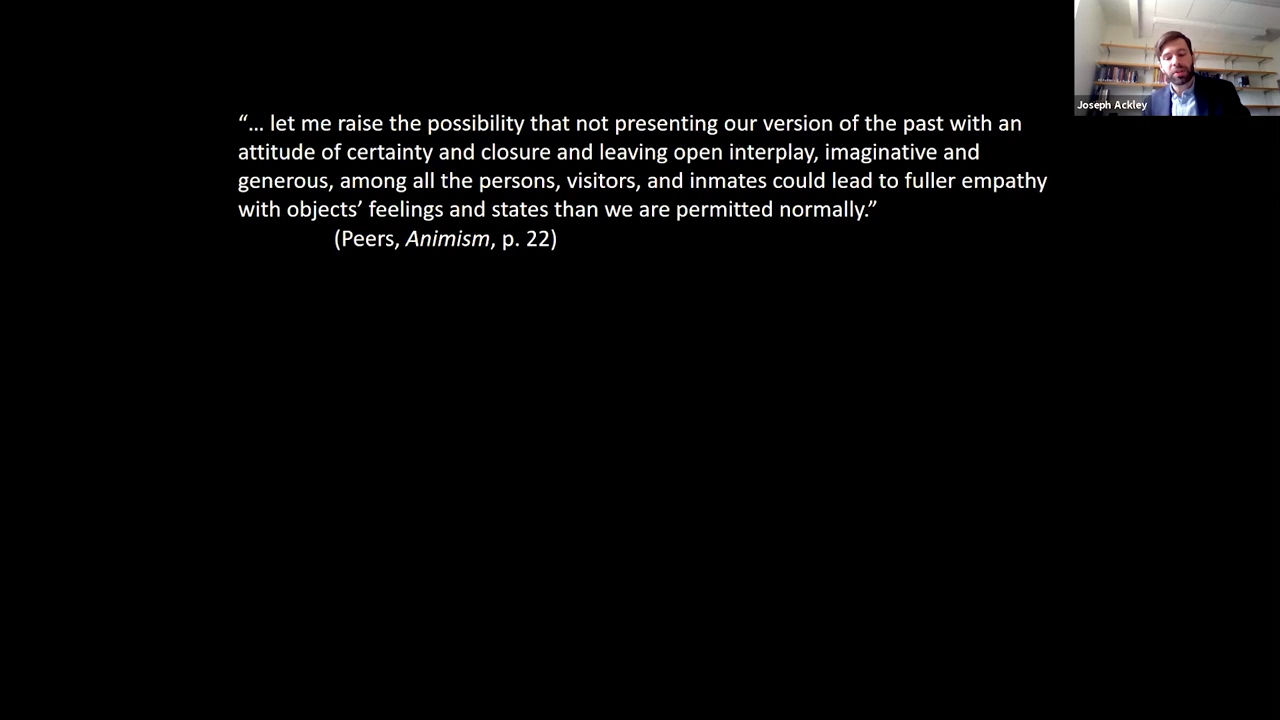 “... let me raise the possibility that not presenting our version of the past with an
attitude of certainty and closure and leaving open interplay, imaginative and
generous, among all the persons, visitors, and inmates could lead to fuller empathy
with objects’ feelings and states than we are permitted normally.”
(Peers, Animism, p. 22)
Joseph Ackley